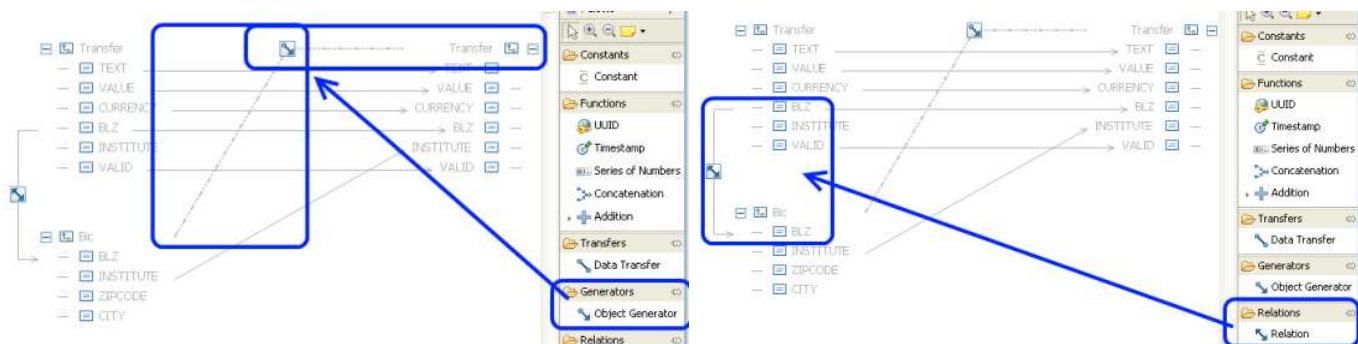 Transfer
TEXT
VALUE
CURRENCY
BLZ
INSTITUTE
VALID
Bic
BLZ
INSTITUTE
ZIPCODE
CITY
Transfer
TEXT
VALUE
CURRENCY
BLZ
INSTITUTE
VALID
Constants
Constant
Functions
UUID
Timestamp
Series of Numbers
Concatenation
Addition
Transfers
Data Transfer
Generators
Object Generator
Relations
Transfer
TEXT
VALUE
CURRENCY
BLZ
INSTITUTE
VALID
Bic
BLZ
INSTITUTE
ZIPCODE
CITY
Transfer
TEXT
VALUE
CURRENCY
BLZ
INSTITUTE
VALID
Constants
Constant
Functions
UUID
Timestamp
Series of Numbers
Concatenation
Addition
Transfers
Data Transfer
Generators
Object Generator
Relations
Relation